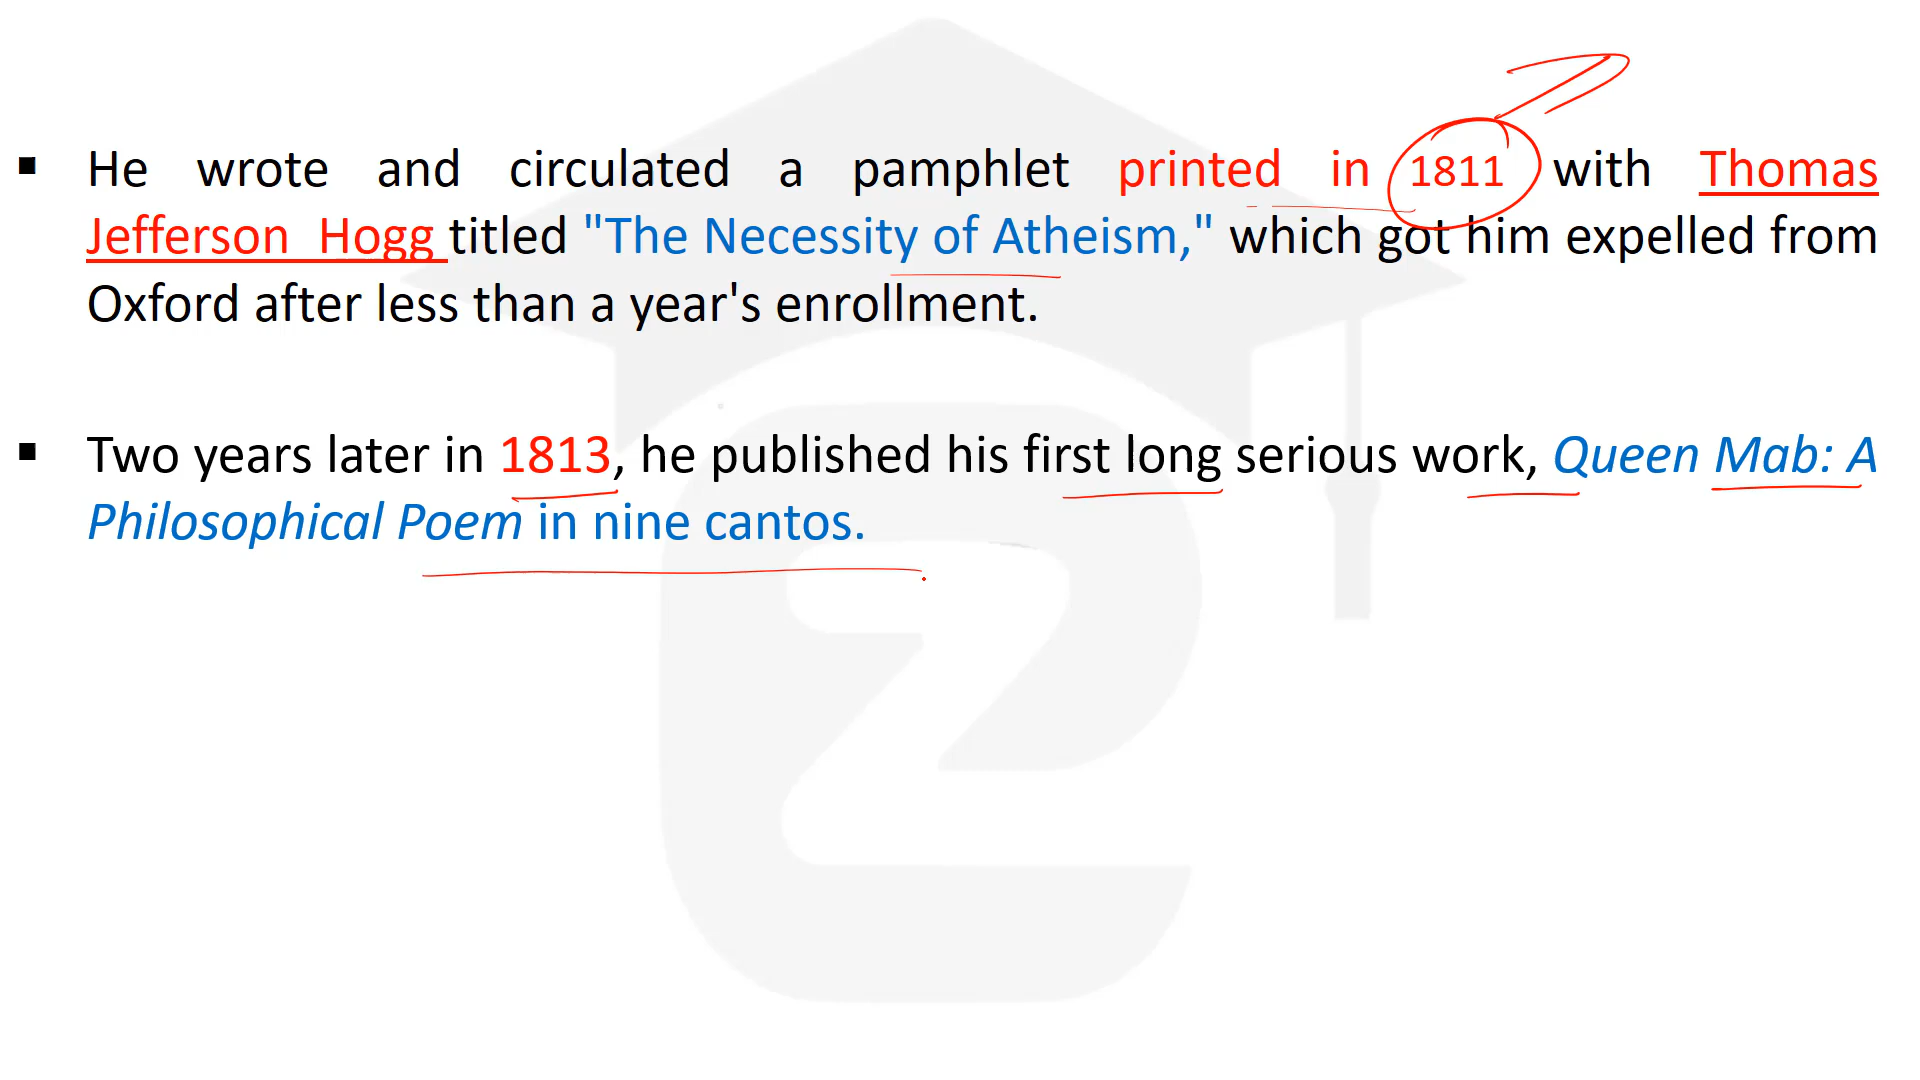 ▪ He wrote and circulated a pamphlet printed in 1811 with Thomas
Jefferson Hogg titled "The Necessity of Atheism," which got him expelled from
Oxford after less than a year's enrollment.
▪ Two years later in 1813, he published his first long serious work, Queen Mab: A
Philosophical Poem in nine cantos.